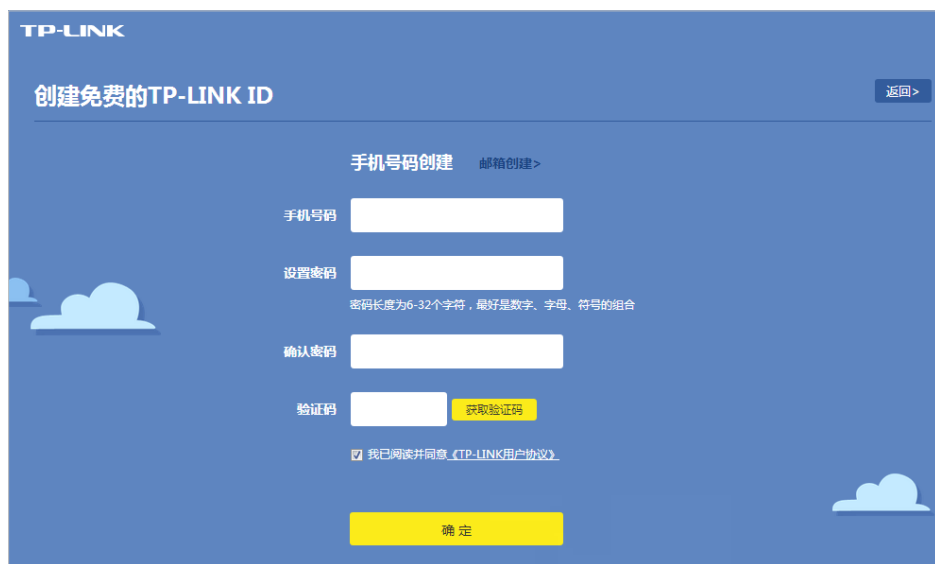 TP-LINK
创建免费的TP-LINK ID
返回>
手机号码创建 邮箱创建>
手机号码
设置密码
密码长度为6-32个字符，最好是数字、字母、符号的组合
确认密码
验证码 获取验证码
我已阅读并同意《TP-LINK用户协议》
确 定